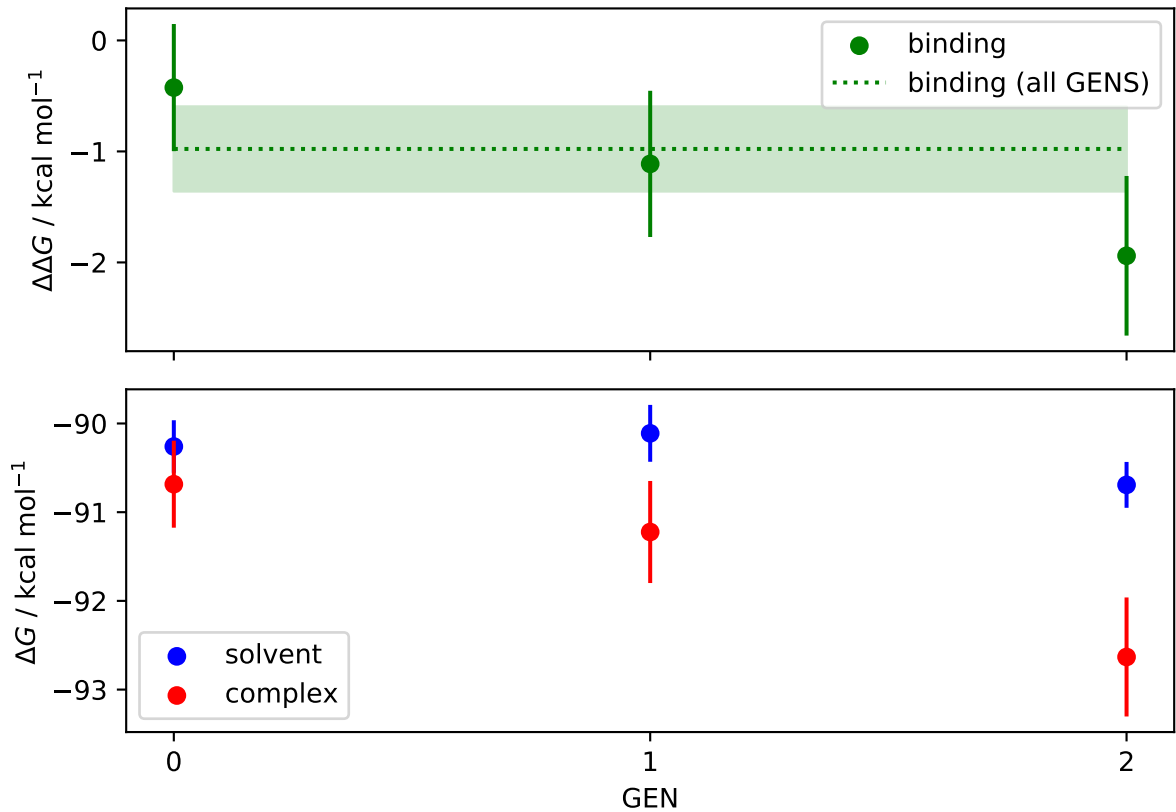 0
−1
−2
ΔΔG / kcal mol⁻¹
binding
binding (all GENS)
−90
−91
−92
−93
ΔG / kcal mol⁻¹
solvent
complex
0
1
2
GEN